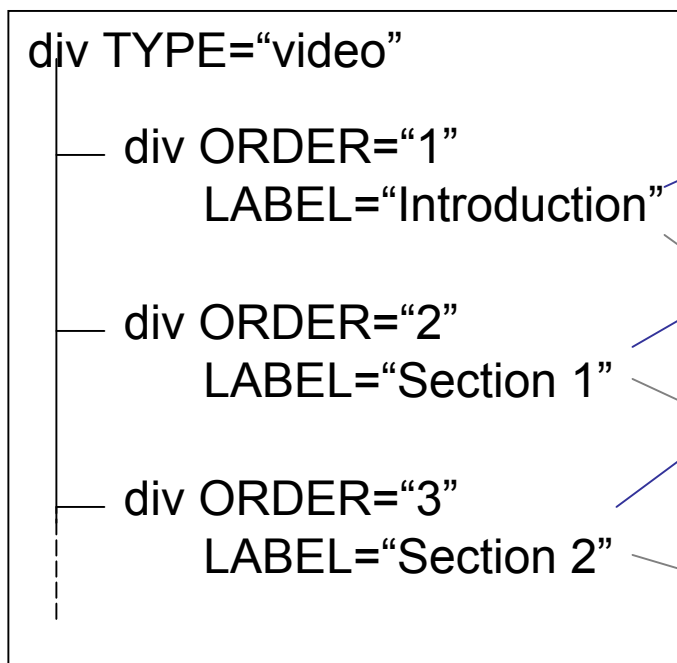 div TYPE=“video”
div ORDER=“1”
LABEL=“Introduction”
div ORDER=“2”
LABEL=“Section 1”
div ORDER=“3”
LABEL=“Section 2”